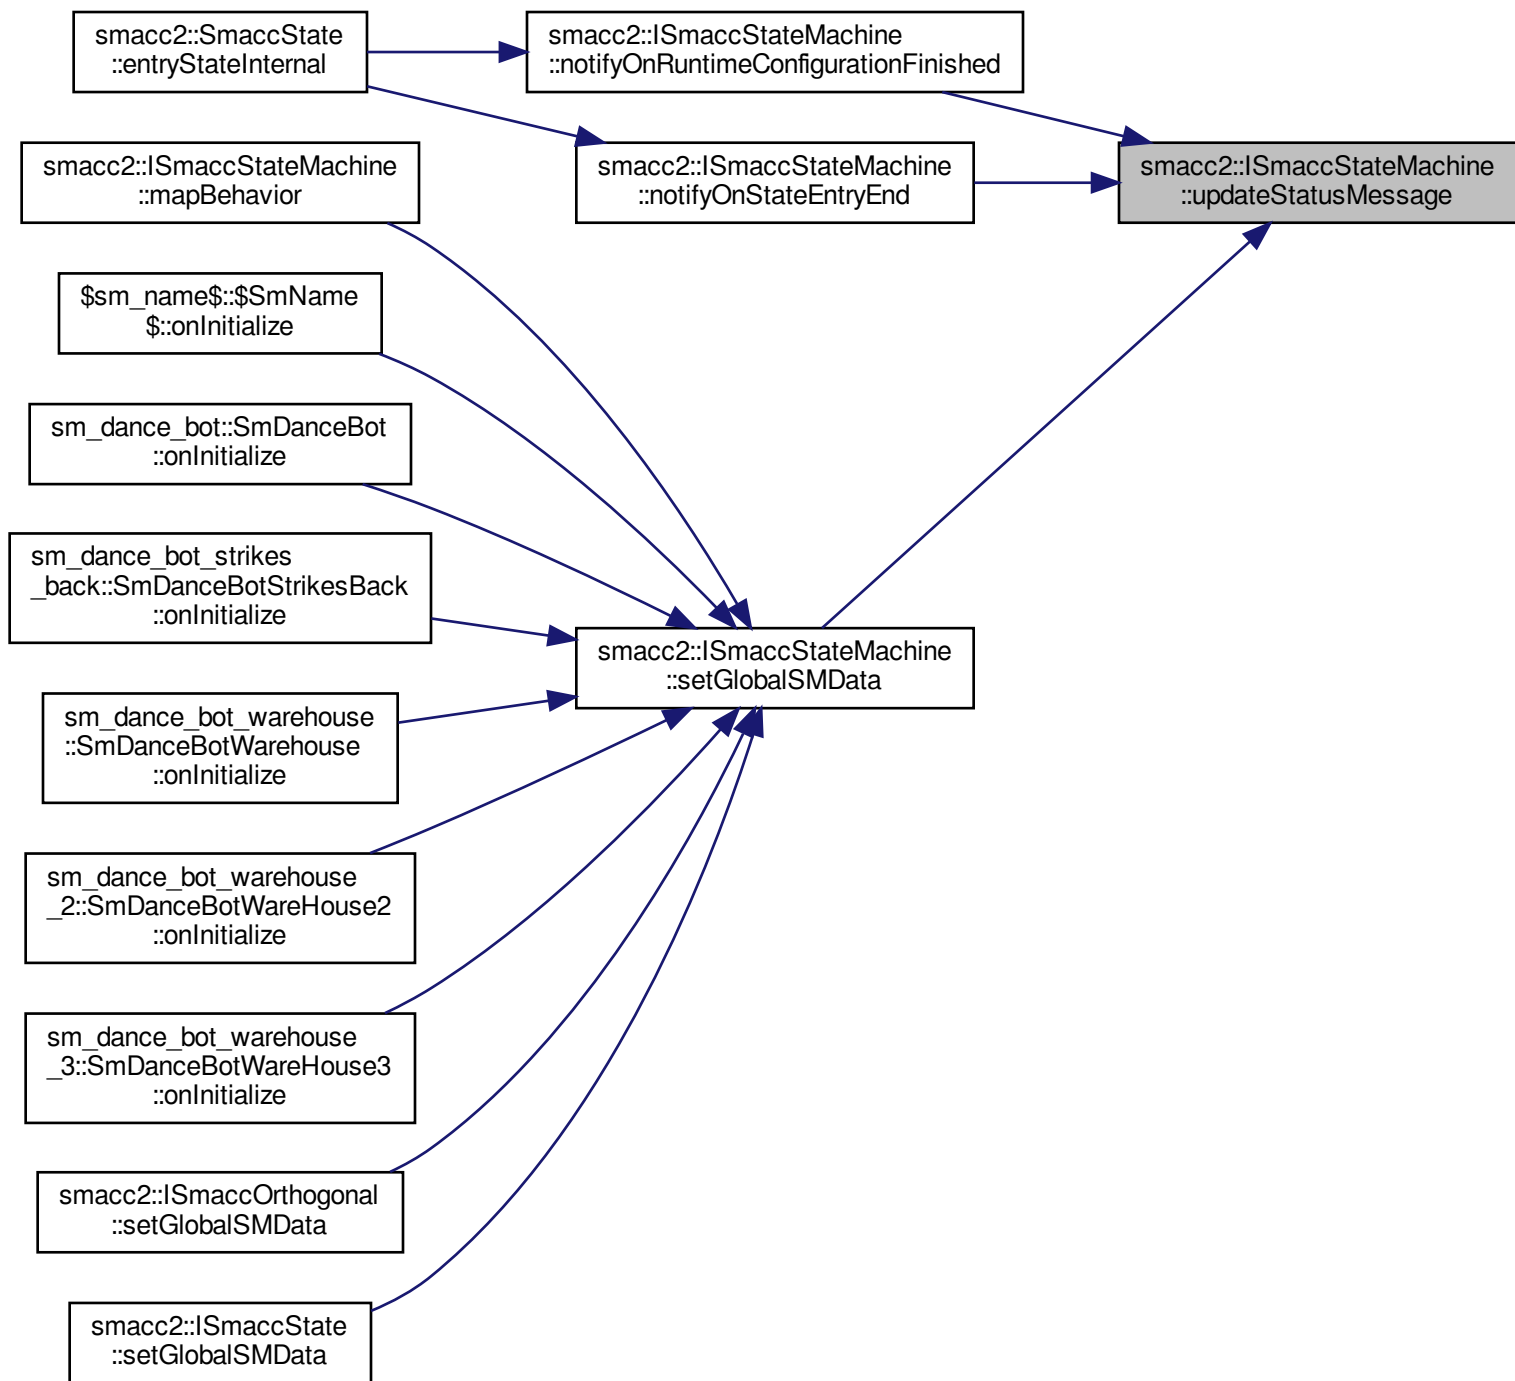 smacc2::SmaccState
::entryStateInternal
smacc2::ISmaccStateMachine
::notifyOnRuntimeConfigurationFinished
smacc2::ISmaccStateMachine
::mapBehavior
smacc2::ISmaccStateMachine
::notifyOnStateEntryEnd
smacc2::ISmaccStateMachine
::updateStatusMessage
$sm_name$::$SmName
$::onInitialize
sm_dance_bot::SmDanceBot
::onInitialize
sm_dance_bot_strikes
_back::SmDanceBotStrikesBack
::onInitialize
smacc2::ISmaccStateMachine
::setGlobalSMData
sm_dance_bot_warehouse
::SmDanceBotWarehouse
::onInitialize
sm_dance_bot_warehouse
_2::SmDanceBotWareHouse2
::onInitialize
sm_dance_bot_warehouse
_3::SmDanceBotWareHouse3
::onInitialize
smacc2::ISmaccOrthogonal
::setGlobalSMData
smacc2::ISmaccState
::setGlobalSMData